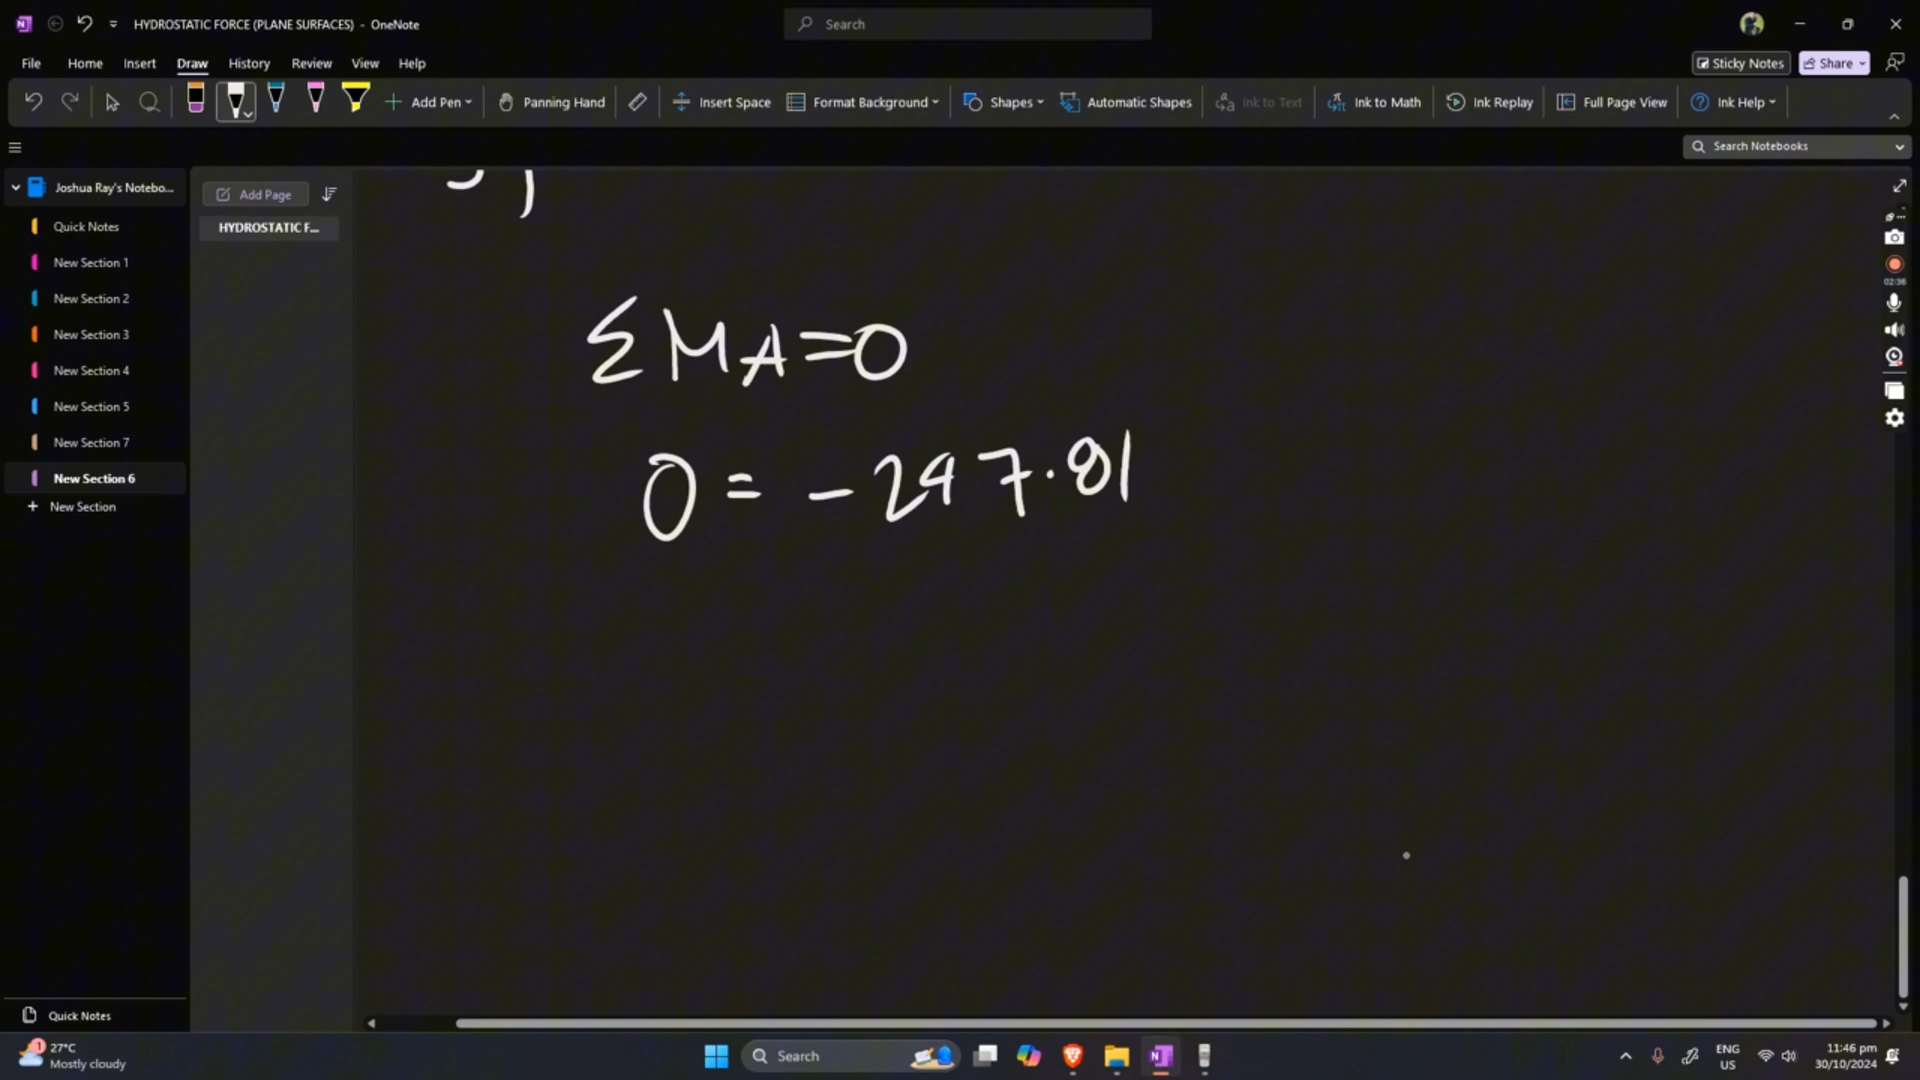 HYDROSTATIC FORCE (PLANE SURFACES) - OneNote
Search
File Home Insert Draw History Review View Help
Sticky Notes Share
Add Pen Panning Hand Insert Space Format Background Shapes Automatic Shapes Ink to Text Ink to Math Ink Replay Full Page View Ink Help
Search Notebooks
Joshua Ray's Notebo...
Add Page
Quick Notes
HYDROSTATIC F...
New Section 1
New Section 2
New Section 3
New Section 4
New Section 5
New Section 7
New Section 6
New Section
02:36
ΣMA=0
0 = -247.81
Quick Notes
1
27°C
Mostly cloudy
Search
ENG
US
11:46 pm
30/10/2024